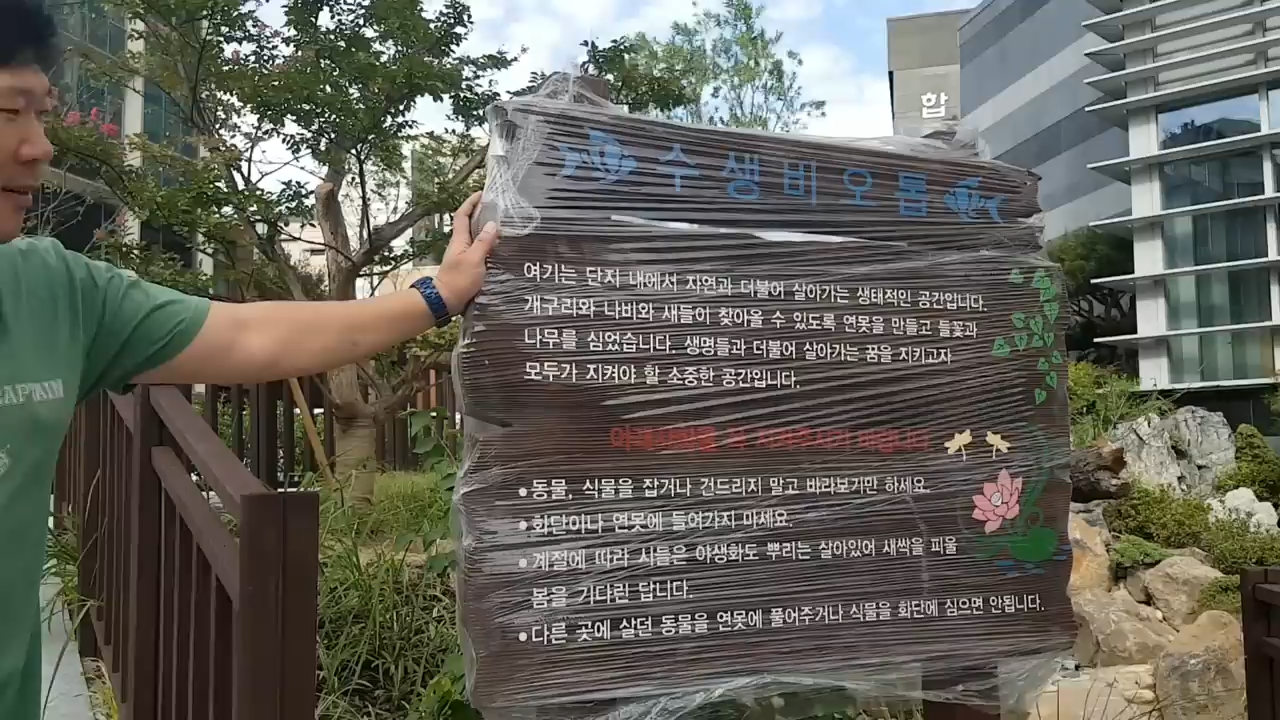 합
수생비오톱
여기는 단지 내에서 자연과 더불어 살아가는 생태적인 공간입니다.
개구리와 나비와 새들이 찾아올 수 있도록 연못을 만들고 들꽃과
나무를 심었습니다. 생명들과 더불어 살아가는 꿈을 지키고자
모두가 지켜야 할 소중한 공간입니다.
•동물, 식물을 잡거나 건드리지 말고 바라보기만 하세요.
•화단이나 연못에 들어가지 마세요.
•계절에 따라 시들은 야생화도 뿌리는 살아있어 새싹을 피울
봄을 기다린 답니다.
•다른 곳에 살던 동물을 연못에 풀어주거나 식물을 화단에 심으면 안됩니다.
CAPTAIN